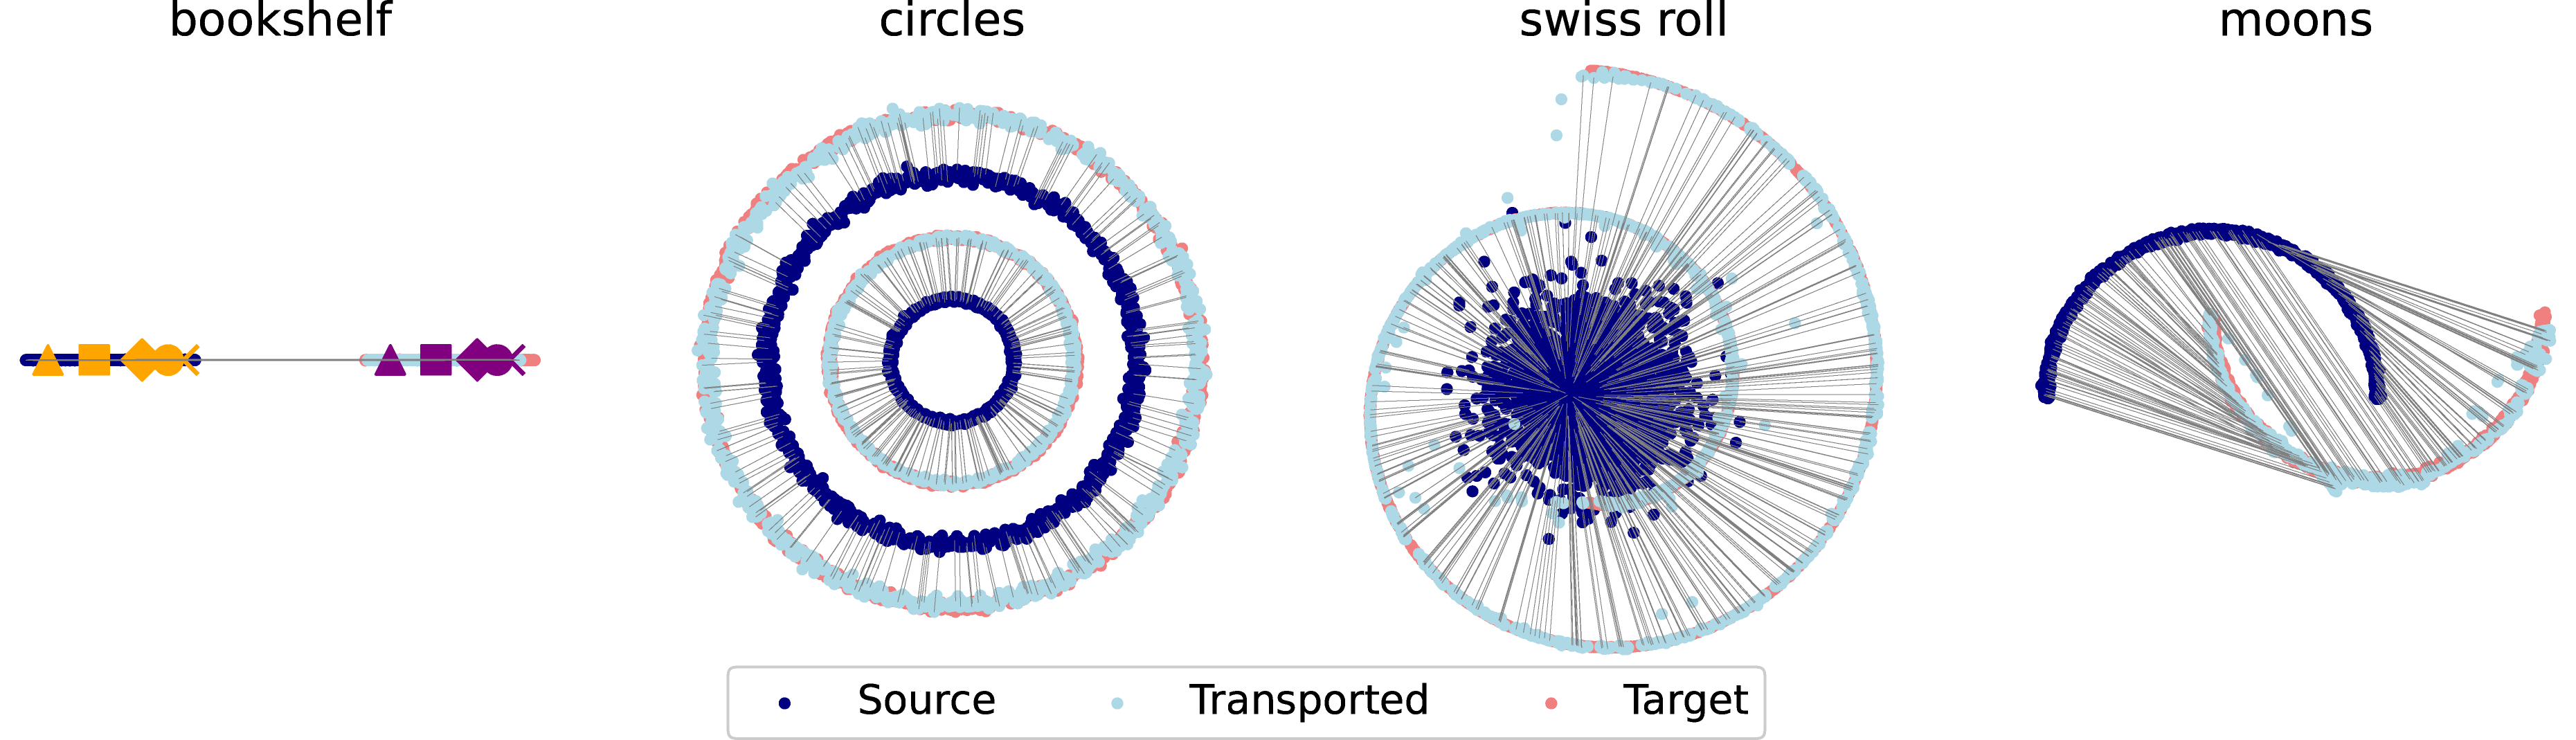 bookshelf
circles
swiss roll
moons
Source
Transported
Target